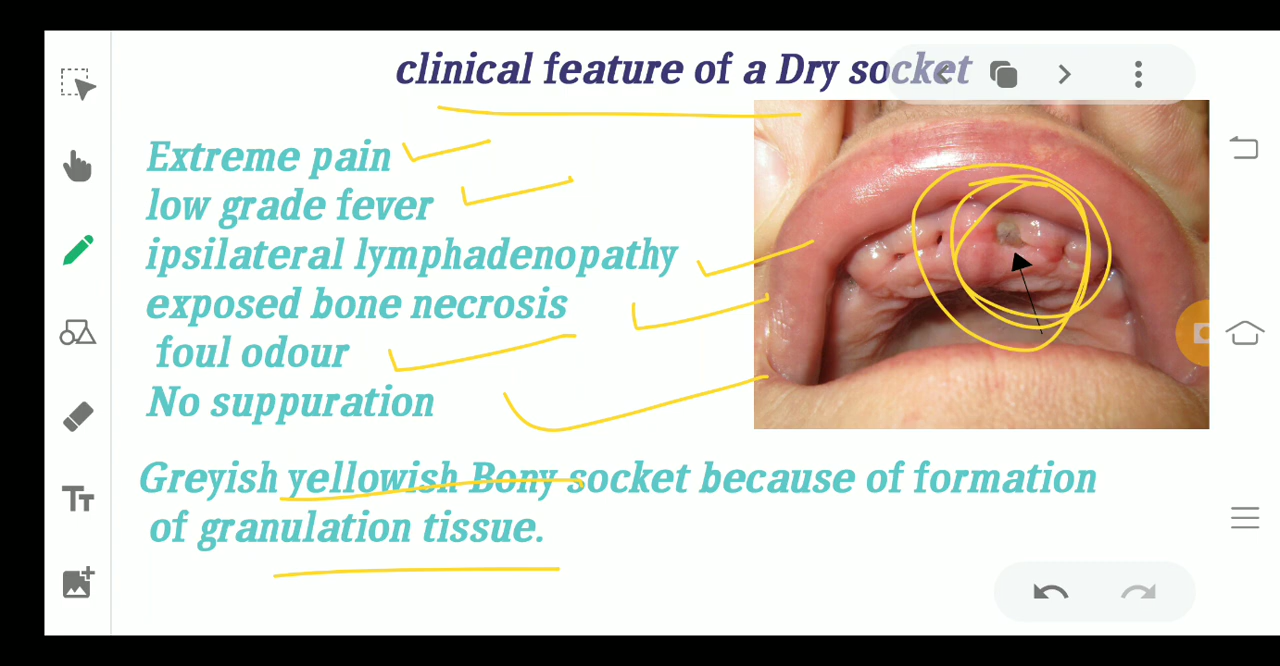 clinical feature of a Dry socket
Extreme pain
low grade fever
ipsilateral lymphadenopathy
exposed bone necrosis
foul odour
No suppuration
Greyish yellowish Bony socket because of formation
of granulation tissue.
TT